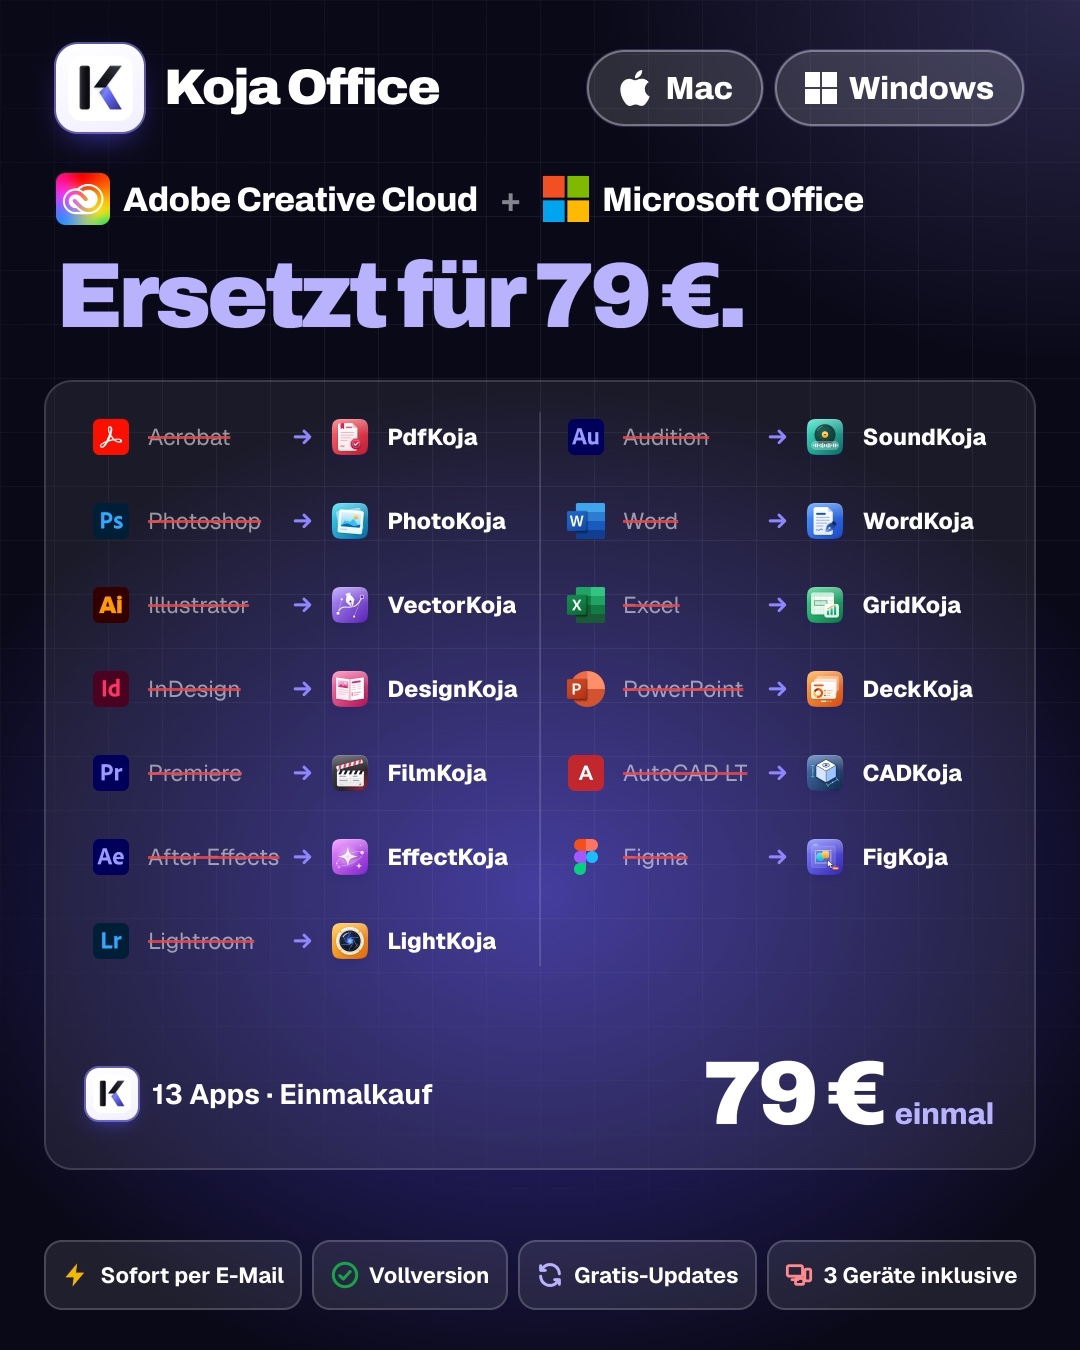 K Koja Office
Mac
Windows
Adobe Creative Cloud + Microsoft Office
Ersetzt für 79 €.
Acrobat → PdfKoja
Ps Photoshop → PhotoKoja
Ai Illustrator → VectorKoja
Id InDesign → DesignKoja
Pr Premiere → FilmKoja
Ae After Effects → EffectKoja
Lr Lightroom → LightKoja
Au Audition → SoundKoja
W Word → WordKoja
X Excel → GridKoja
P PowerPoint → DeckKoja
A AutoCAD LT → CADKoja
Figma → FigKoja
K 13 Apps · Einmalkauf
79 € einmal
Sofort per E-Mail
Vollversion
Gratis-Updates
3 Geräte inklusive